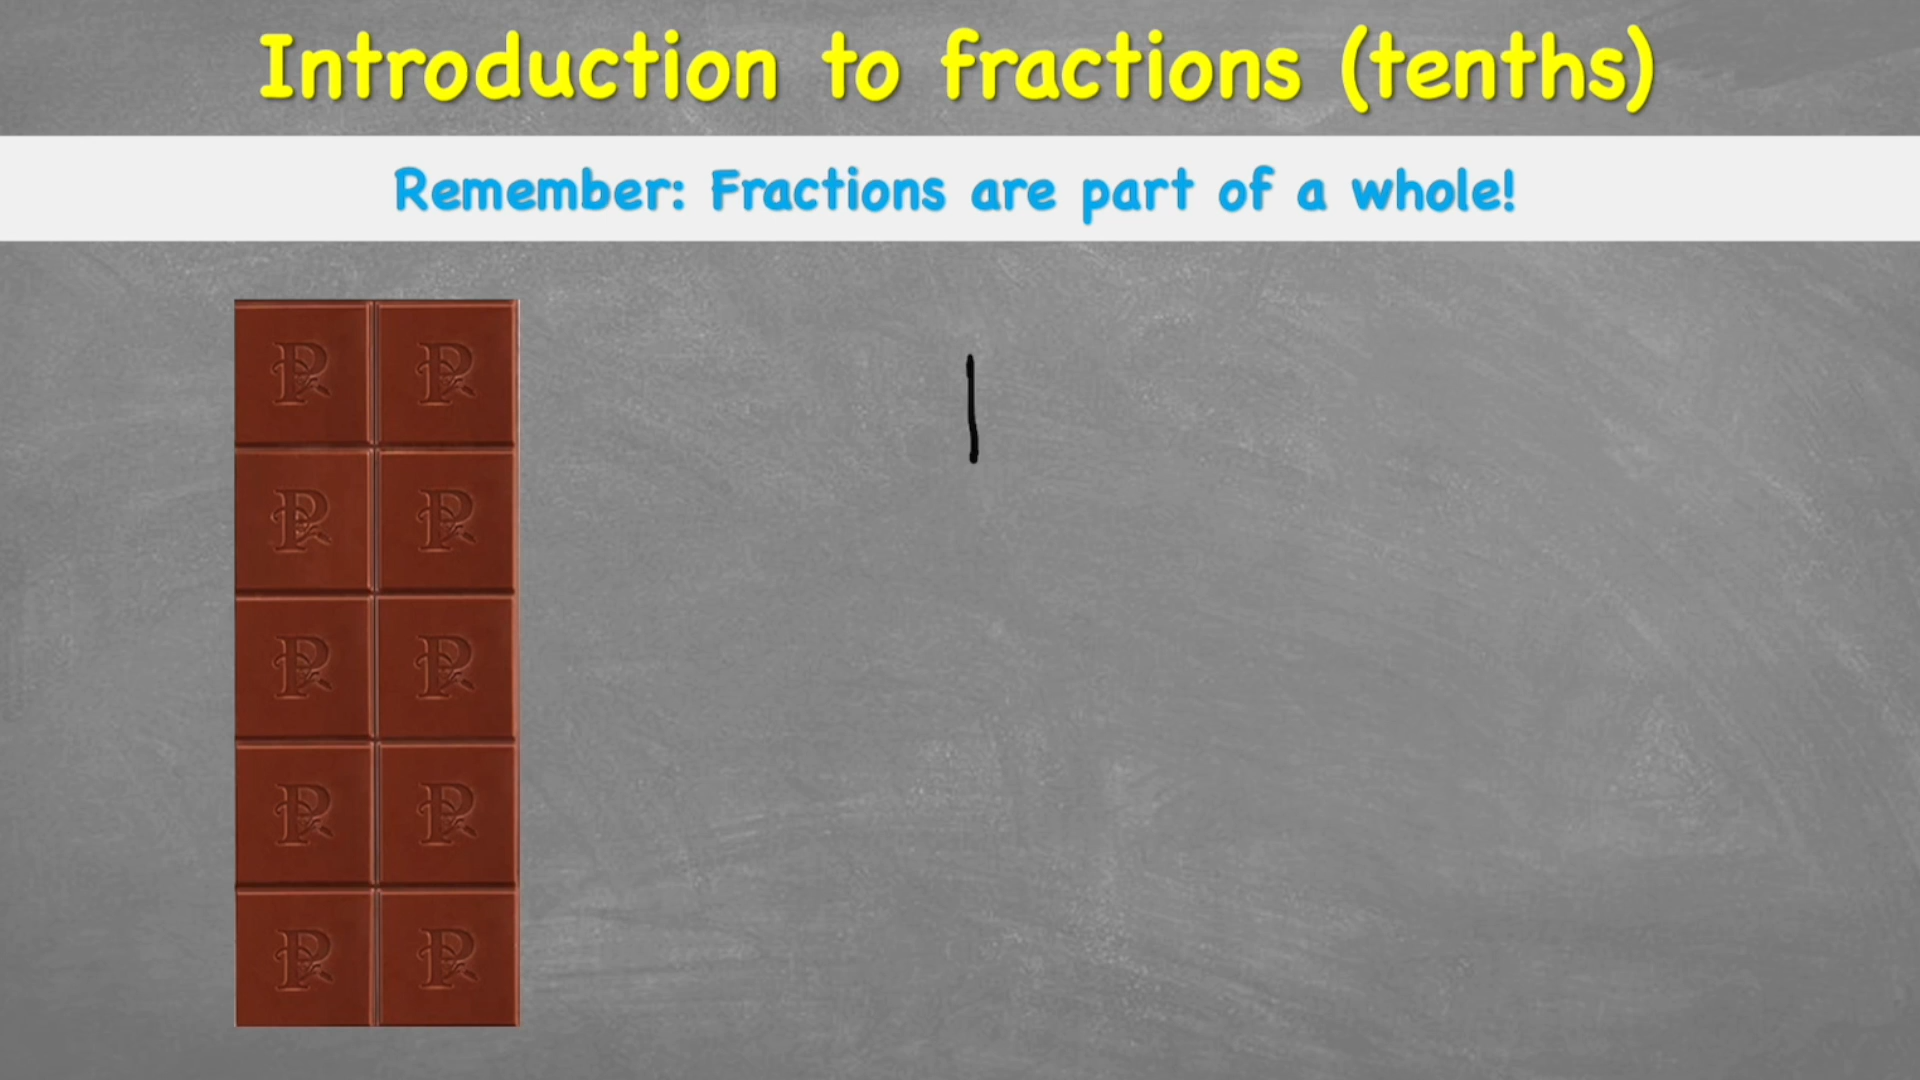 Introduction to fractions (tenths)
Remember: Fractions are part of a whole!
1